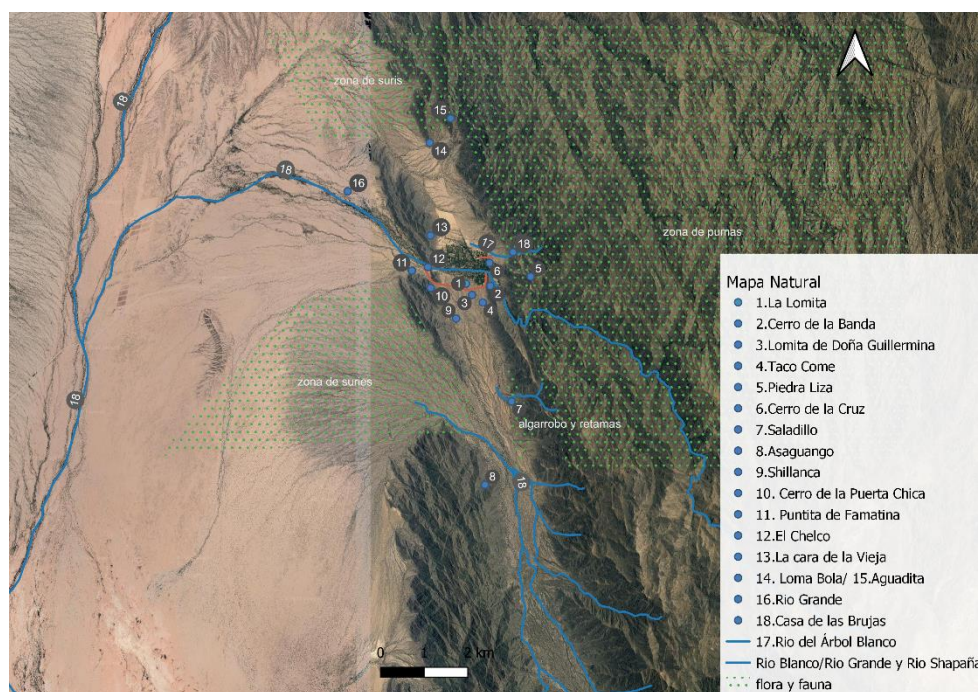 18
zona de suris
15
14
18
16
13
17
18
12
6
5
11
1
2
10
3
4
9
zona de pumas
zona de suries
18
7
algarrobo y retamas
8
18
0 1 2 km
Mapa Natural
1.La Lomita
2.Cerro de la Banda
3.Lomita de Doña Guillermina
4.Taco Come
5.Piedra Liza
6.Cerro de la Cruz
7.Saladillo
8.Asaguango
9.Shillanca
10. Cerro de la Puerta Chica
11. Puntita de Famatina
12.El Chelco
13.La cara de la Vieja
14. Loma Bola/ 15.Aguadita
16.Rio Grande
18.Casa de las Brujas
17.Rio del Árbol Blanco
Rio Blanco/Rio Grande y Rio Shapaña
flora y fauna